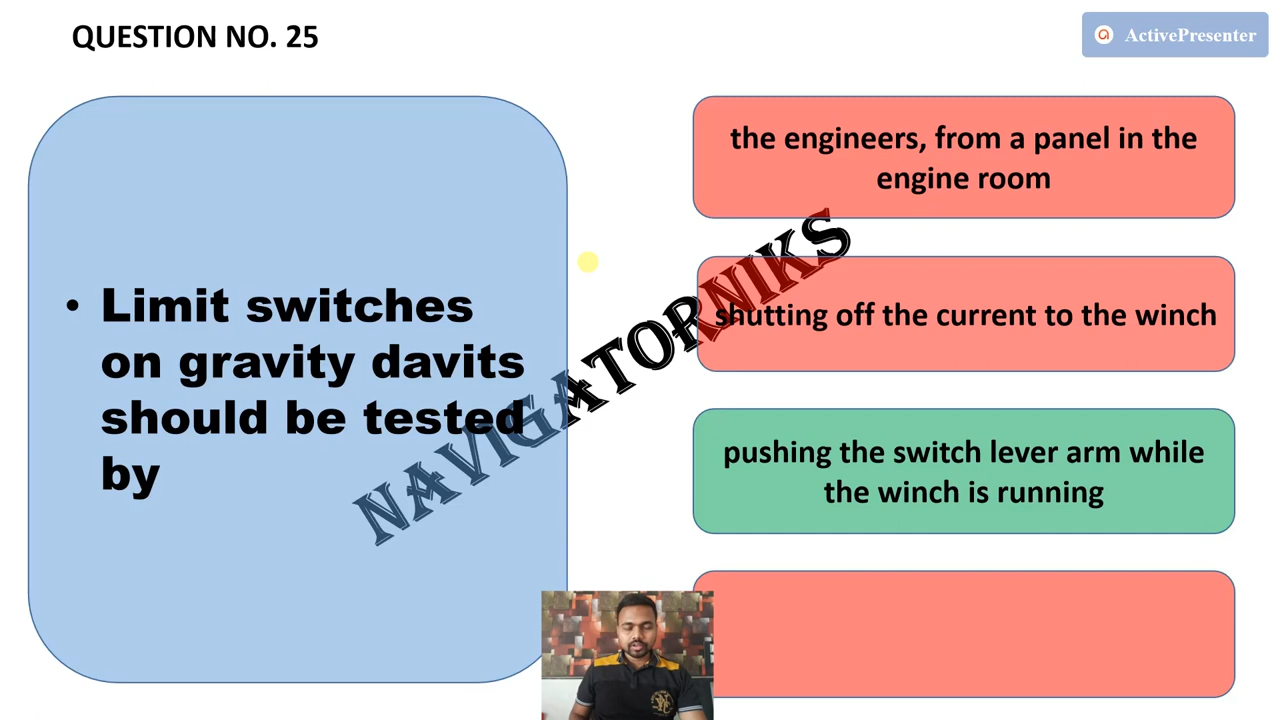 QUESTION NO. 25
ActivePresenter
the engineers, from a panel in the
engine room
shutting off the current to the winch
• Limit switches
on gravity davits
should be tested
by
pushing the switch lever arm while
the winch is running
NAVIGATORNIKS